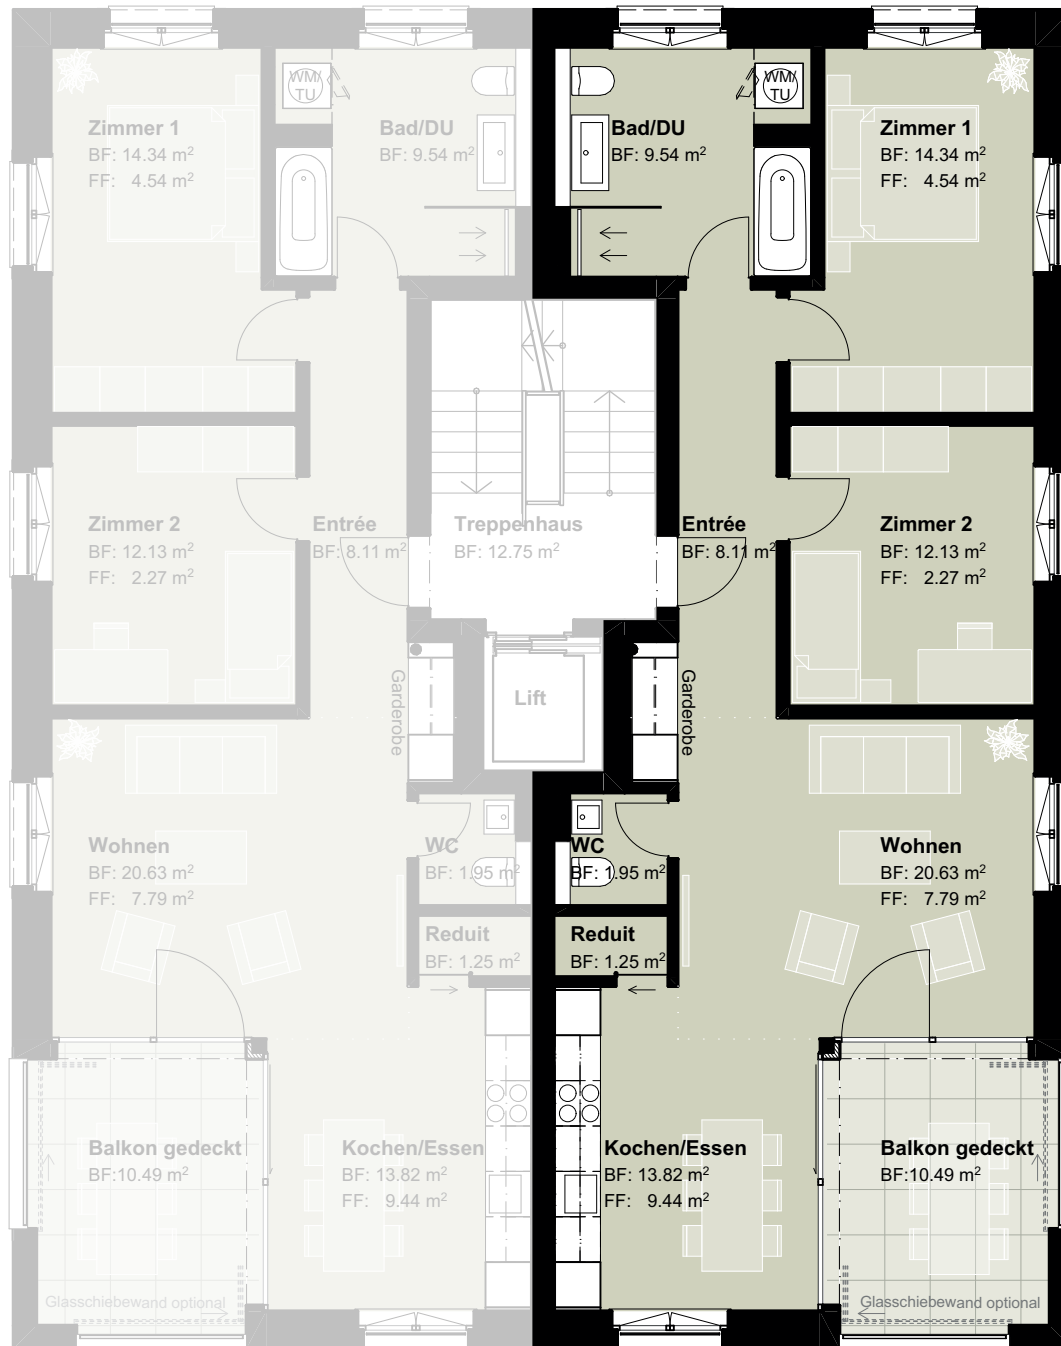 WM/
TU
WM/
TU
Zimmer 1
BF: 14.34 m²
FF: 4.54 m²
Bad/DU
BF: 9.54 m²
Bad/DU
BF: 9.54 m²
Zimmer 1
BF: 14.34 m²
FF: 4.54 m²
Zimmer 2
BF: 12.13 m²
FF: 2.27 m²
Entrée
BF: 8.11 m²
Treppenhaus
BF: 12.75 m²
Entrée
BF: 8.11 m²
Zimmer 2
BF: 12.13 m²
FF: 2.27 m²
Garderobe
Lift
Garderobe
Wohnen
BF: 20.63 m²
FF: 7.79 m²
WC
BF: 1.95 m²
WC
BF: 1.95 m²
Wohnen
BF: 20.63 m²
FF: 7.79 m²
Reduit
BF: 1.25 m²
Reduit
BF: 1.25 m²
Balkon gedeckt
BF:10.49 m²
Kochen/Essen
BF: 13.82 m²
FF: 9.44 m²
Kochen/Essen
BF: 13.82 m²
FF: 9.44 m²
Balkon gedeckt
BF:10.49 m²
Glasschiebewand optional
Glasschiebewand optional